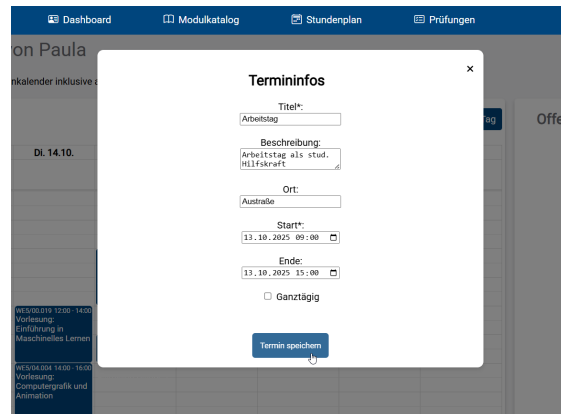 Dashboard
Modulkatalog
Stundenplan
Prüfungen
on Paula
nkalender inklusive a
Termininfos
×
Titel*:
Arbeitstag
Beschreibung:
Arbeitstag als stud.
Hilfskraft
Ort:
Austraße
Start*:
13.10.2025 09:00
Ende:
13.10.2025 15:00
Ganztägig
Termin speichern
Tag
Offe
Di. 14.10.
WE5/00.019 12:00 - 14:00
Vorlesung:
Einführung in
Maschinelles Lernen
WE5/04.004 14:00 - 16:00
Vorlesung:
Computergrafik und
Animation